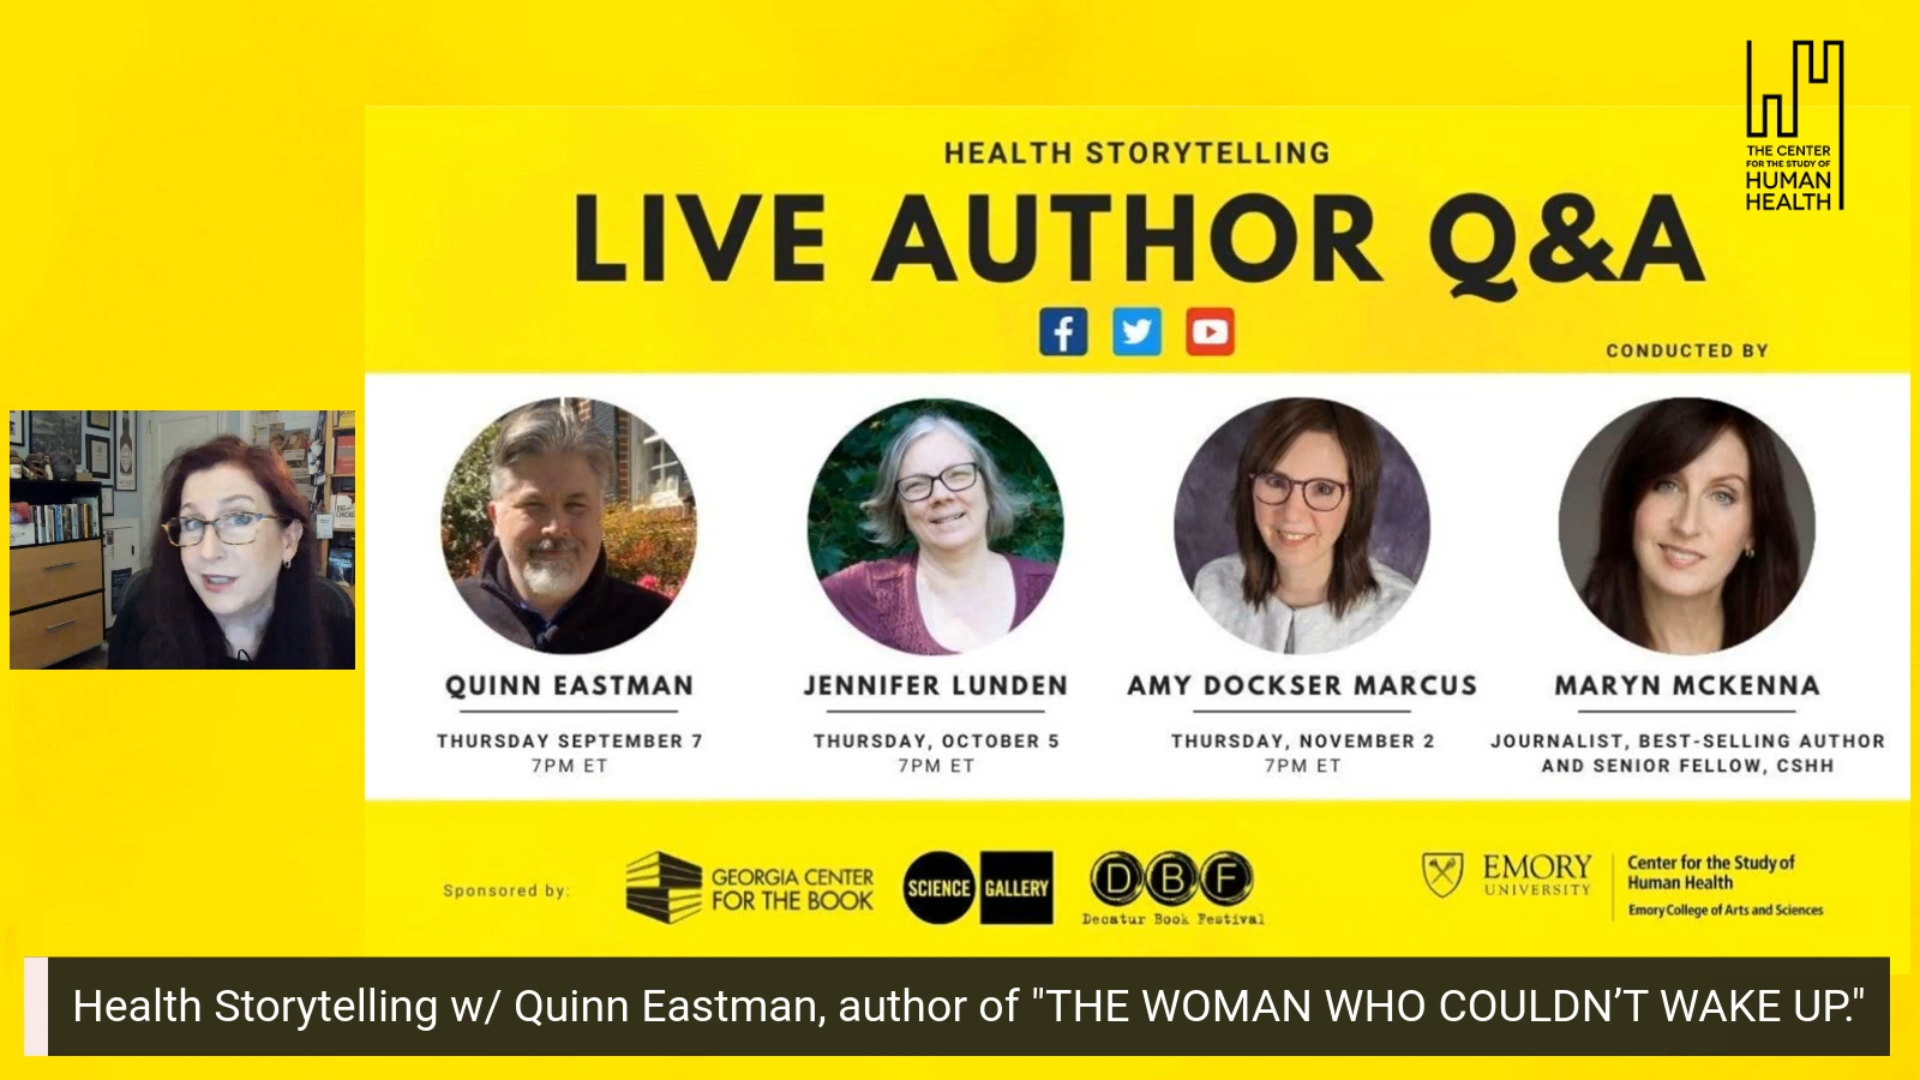 THE CENTER
FOR THE STUDY OF
HUMAN
HEALTH
HEALTH STORYTELLING
LIVE AUTHOR Q&A
CONDUCTED BY
QUINN EASTMAN
THURSDAY SEPTEMBER 7
7PM ET
JENNIFER LUNDEN
THURSDAY, OCTOBER 5
7PM ET
AMY DOCKSER MARCUS
THURSDAY, NOVEMBER 2
7PM ET
MARYN MCKENNA
JOURNALIST, BEST-SELLING AUTHOR
AND SENIOR FELLOW, CSHH
Sponsored by:
GEORGIA CENTER
FOR THE BOOK
SCIENCE GALLERY
DBF
Decatur Book Festival
EMORY
UNIVERSITY
Center for the Study of
Human Health
Emory College of Arts and Sciences
Health Storytelling w/ Quinn Eastman, author of "THE WOMAN WHO COULDN’T WAKE UP."